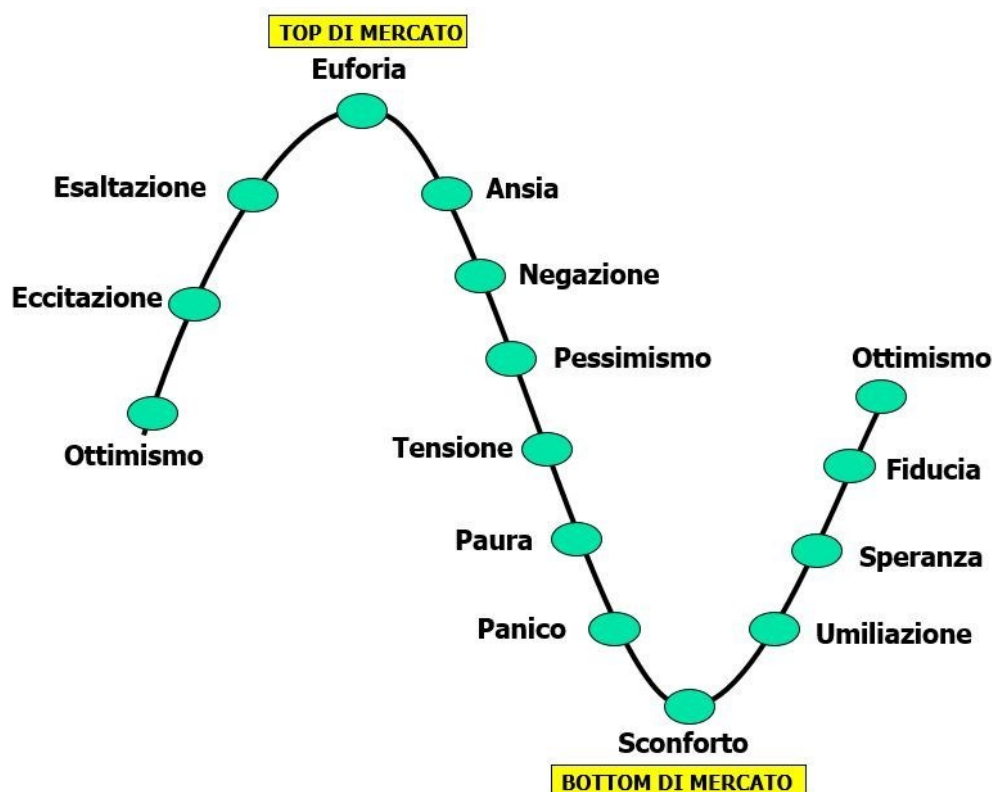 TOP DI MERCATO
Euforia
Esaltazione
Ansia
Negazione
Eccitazione
Pessimismo
Ottimismo
Ottimismo
Tensione
Fiducia
Paura
Speranza
Panico
Umiliazione
Sconforto
BOTTOM DI MERCATO